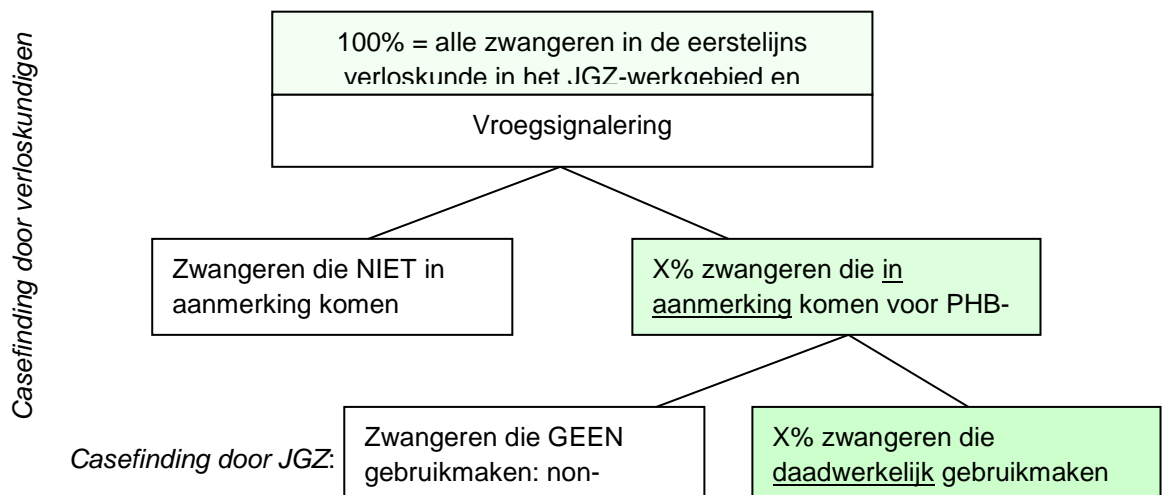 Casefinding door verloskundigen
100% = alle zwangeren in de eerstelijns
verloskunde in het JGZ-werkgebied en
Vroegsignalering
Zwangeren die NIET in
aanmerking komen
X% zwangeren die in
aanmerking komen voor PHB-
Casefinding door JGZ:
Zwangeren die GEEN
gebruikmaken: non-
X% zwangeren die
daadwerkelijk gebruikmaken